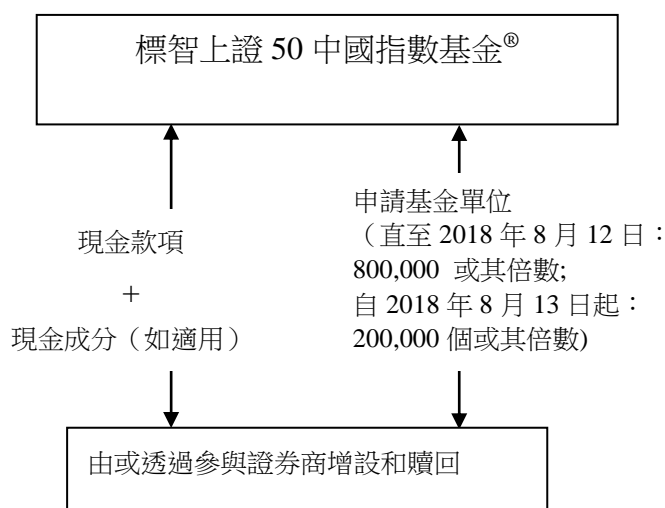 標智上證 50 中國指數基金®
現金款項
+
現金成分（如適用）
申請基金單位
（直至 2018 年 8 月 12 日：
800,000 或其倍數;
自 2018 年 8 月 13 日起：
200,000 個或其倍數)
由或透過參與證券商增設和贖回